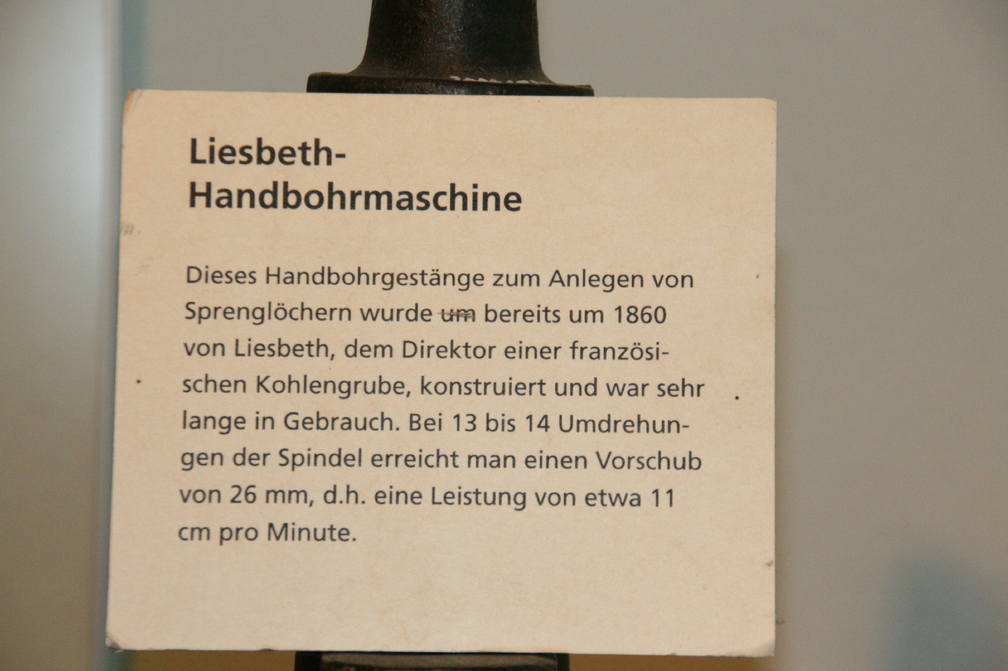 Liesbeth-
Handbohrmaschine
Dieses Handbohrgestänge zum Anlegen von
Sprenglöchern wurde um bereits um 1860
von Liesbeth, dem Direktor einer französi-
schen Kohlengrube, konstruiert und war sehr
lange in Gebrauch. Bei 13 bis 14 Umdrehun-
gen der Spindel erreicht man einen Vorschub
von 26 mm, d.h. eine Leistung von etwa 11
cm pro Minute.